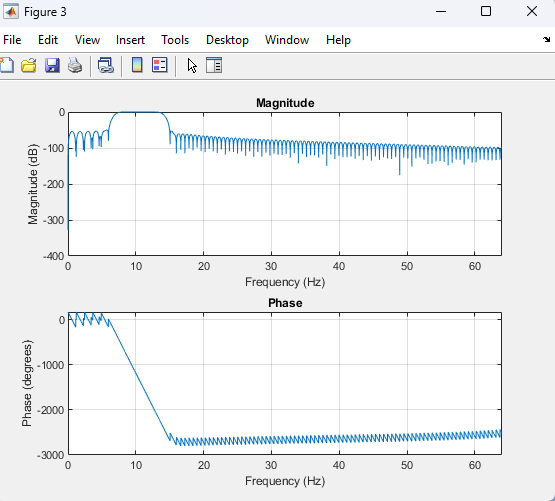 Figure 3
File Edit View Insert Tools Desktop Window Help
Magnitude
0
-100
-200
-300
-400
Magnitude (dB)
0 10 20 30 40 50 60
Frequency (Hz)
Phase
0
-1000
-2000
-3000
Phase (degrees)
0 10 20 30 40 50 60
Frequency (Hz)